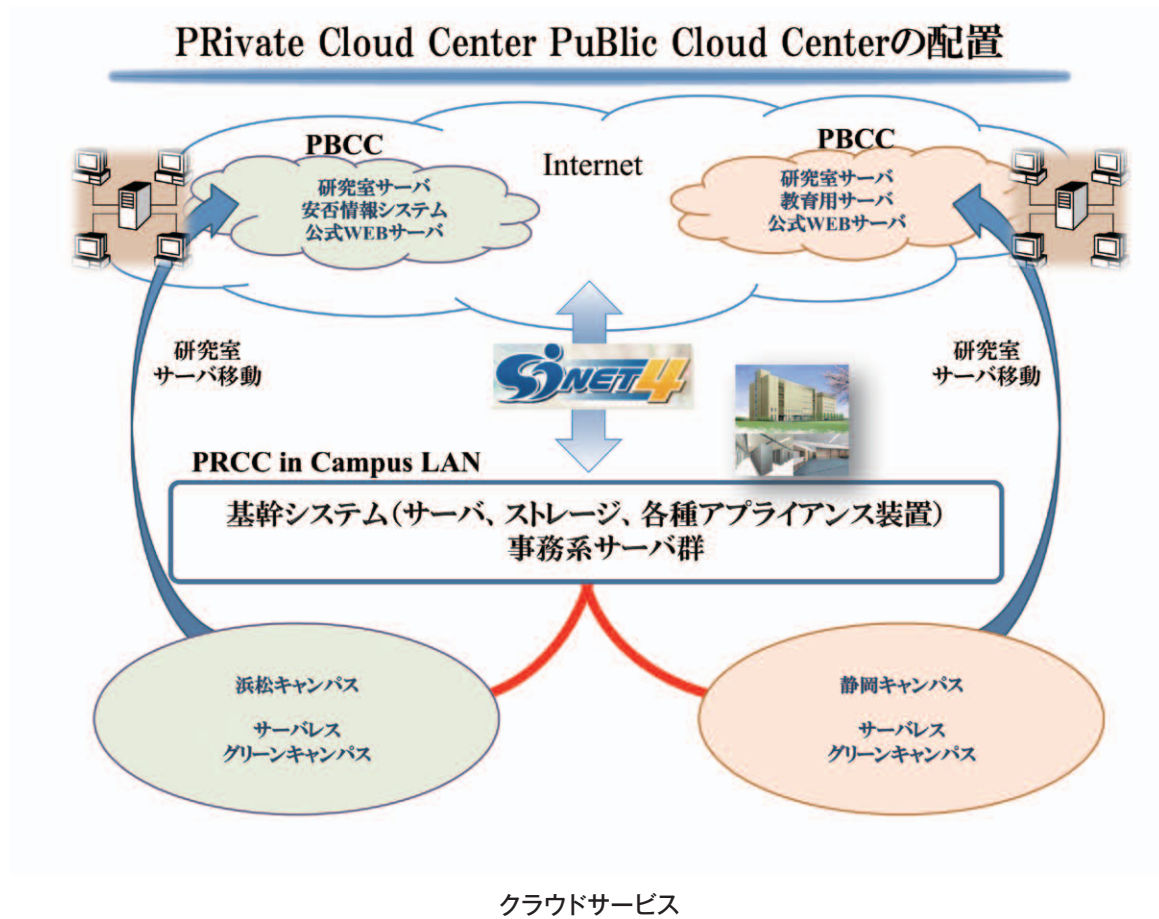 PRivate Cloud Center PuBlic Cloud Centerの配置
PBCC
研究室サーバ
安否情報システム
公式WEBサーバ
Internet
PBCC
研究室サーバ
教育用サーバ
公式WEBサーバ
研究室
サーバ移動
SINET4
研究室
サーバ移動
PRCC in Campus LAN
基幹システム(サーバ、ストレージ、各種アプライアンス装置)
事務系サーバ群
浜松キャンパス
サーバレス
グリーンキャンパス
静岡キャンパス
サーバレス
グリーンキャンパス
クラウドサービス